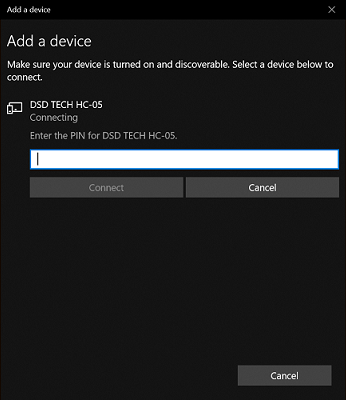 Add a device
Add a device
Make sure your device is turned on and discoverable. Select a device below to
connect.
DSD TECH HC-05
Connecting
Enter the PIN for DSD TECH HC-05.
Connect
Cancel
Cancel